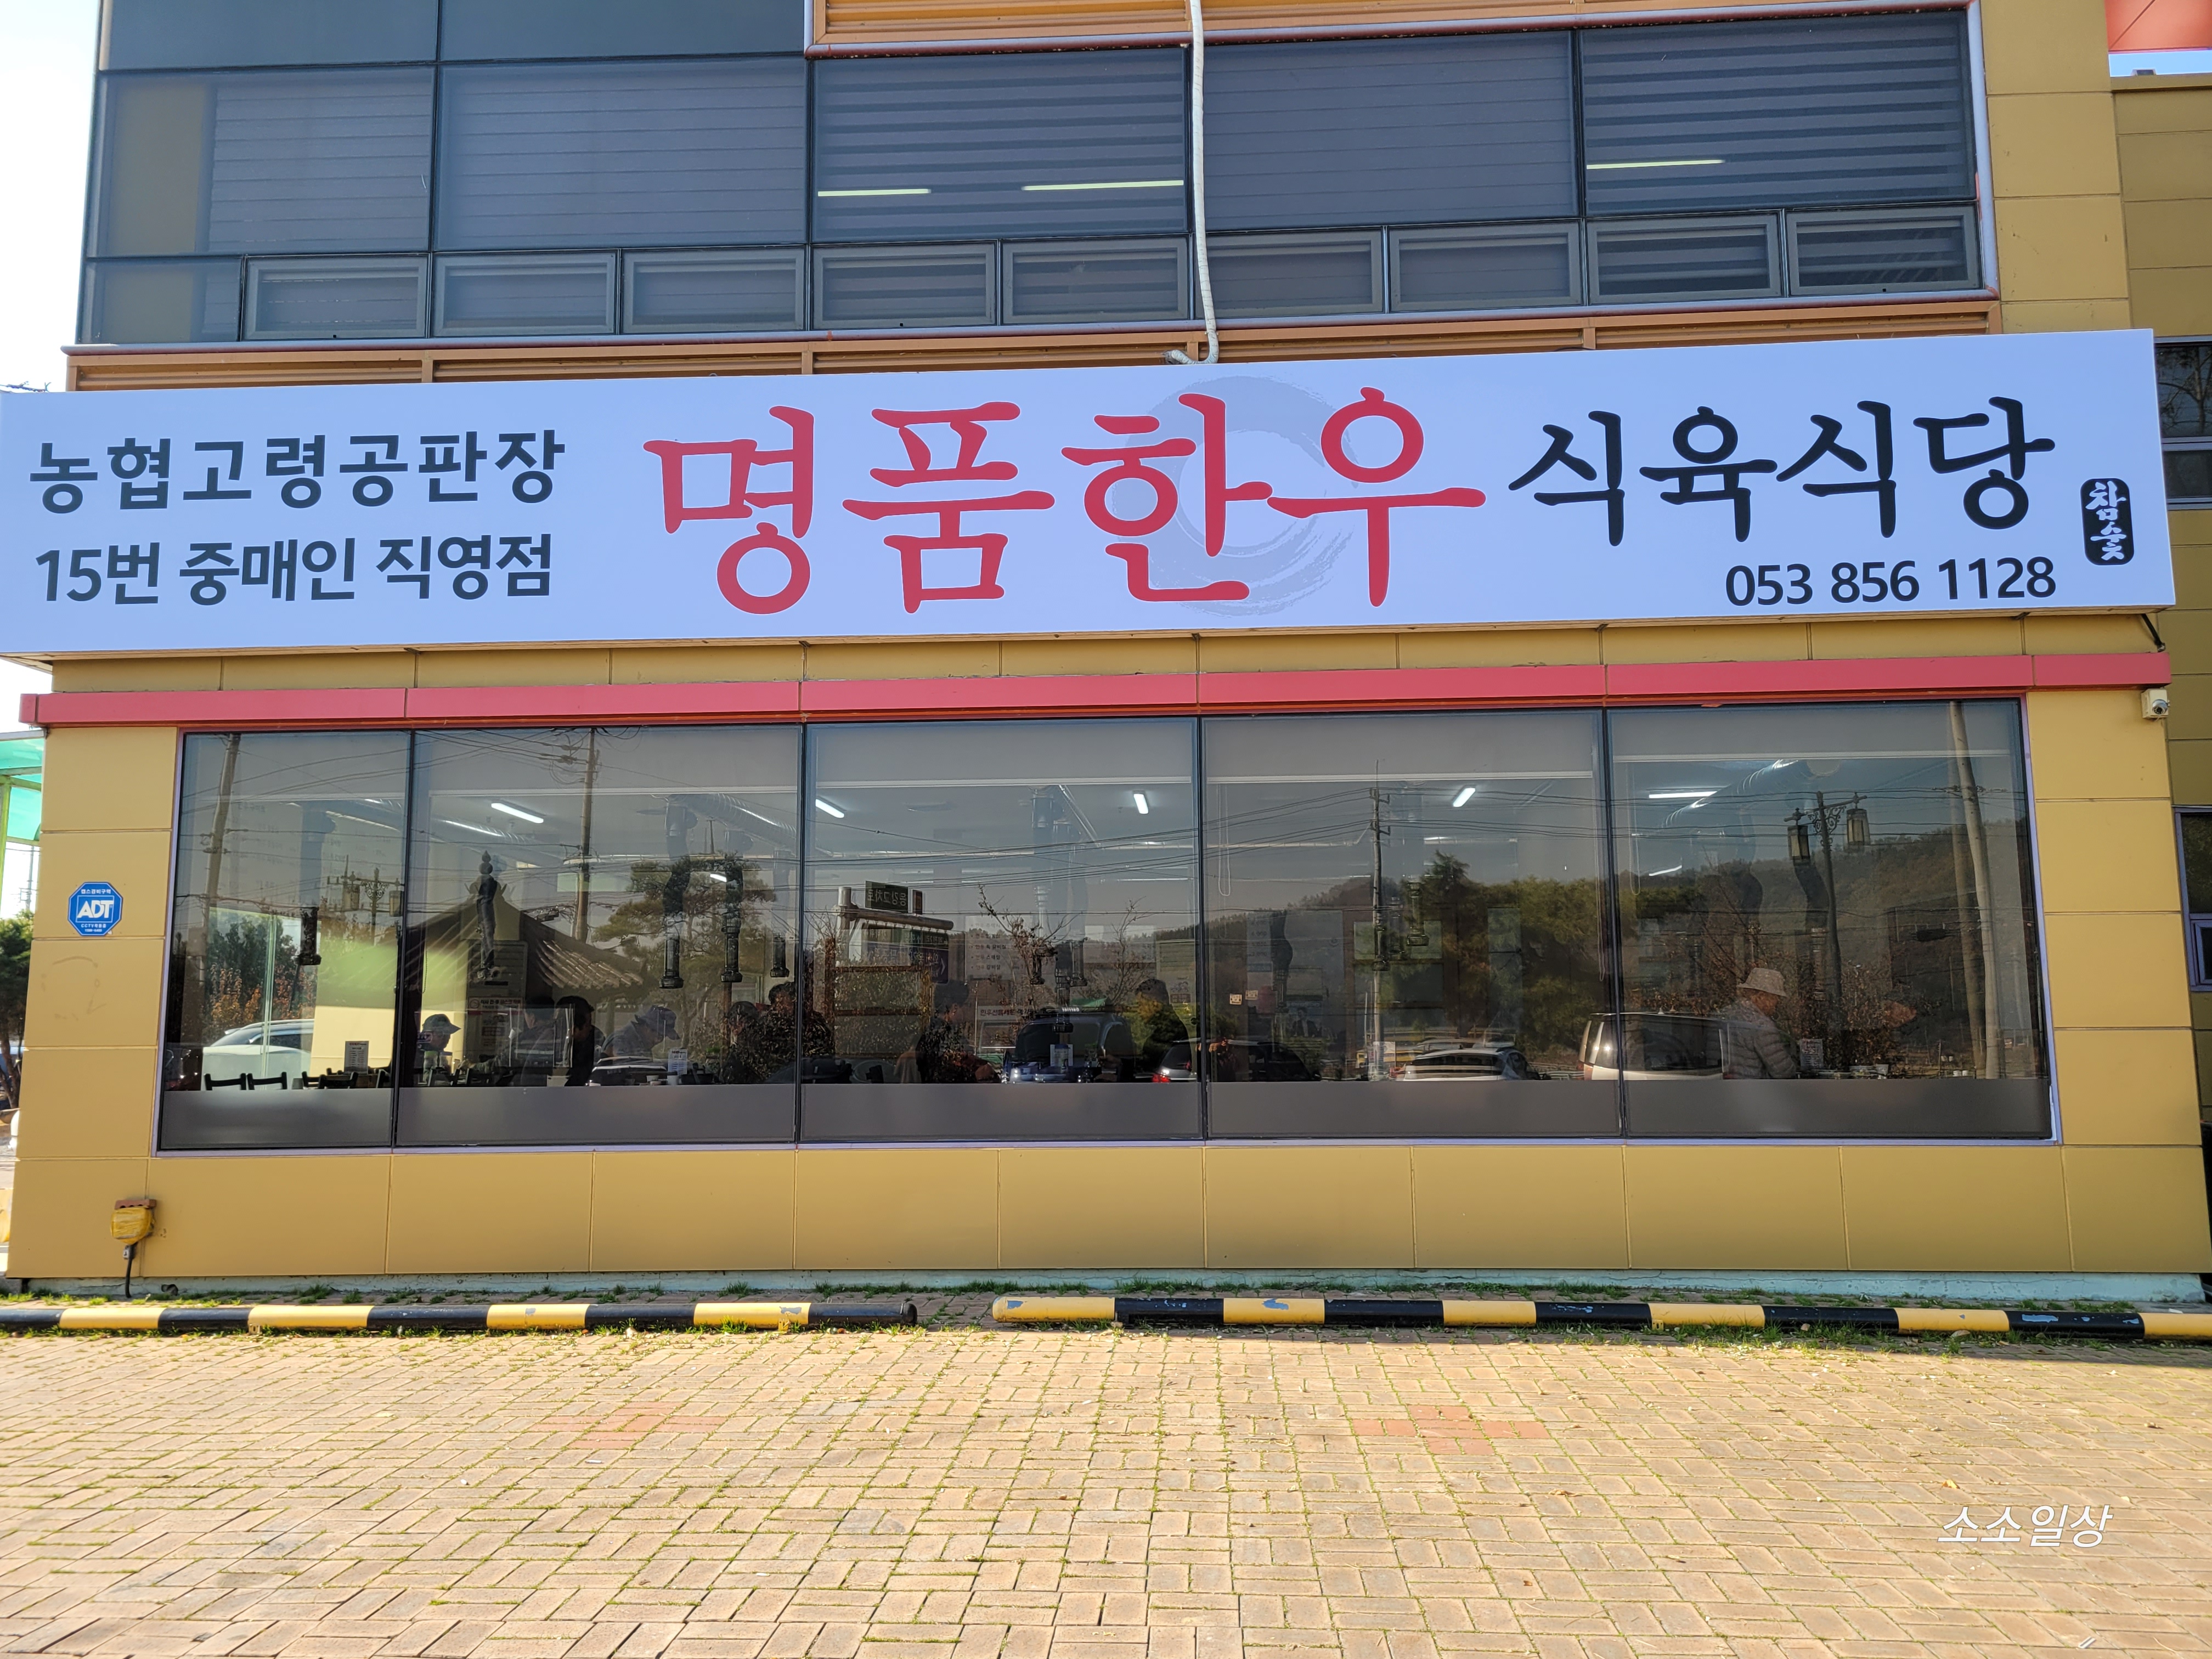 농협고령공판장
15번 중매인 직영점
명품한우 식육식당
053 856 1128
참숯
ADT
소소일상